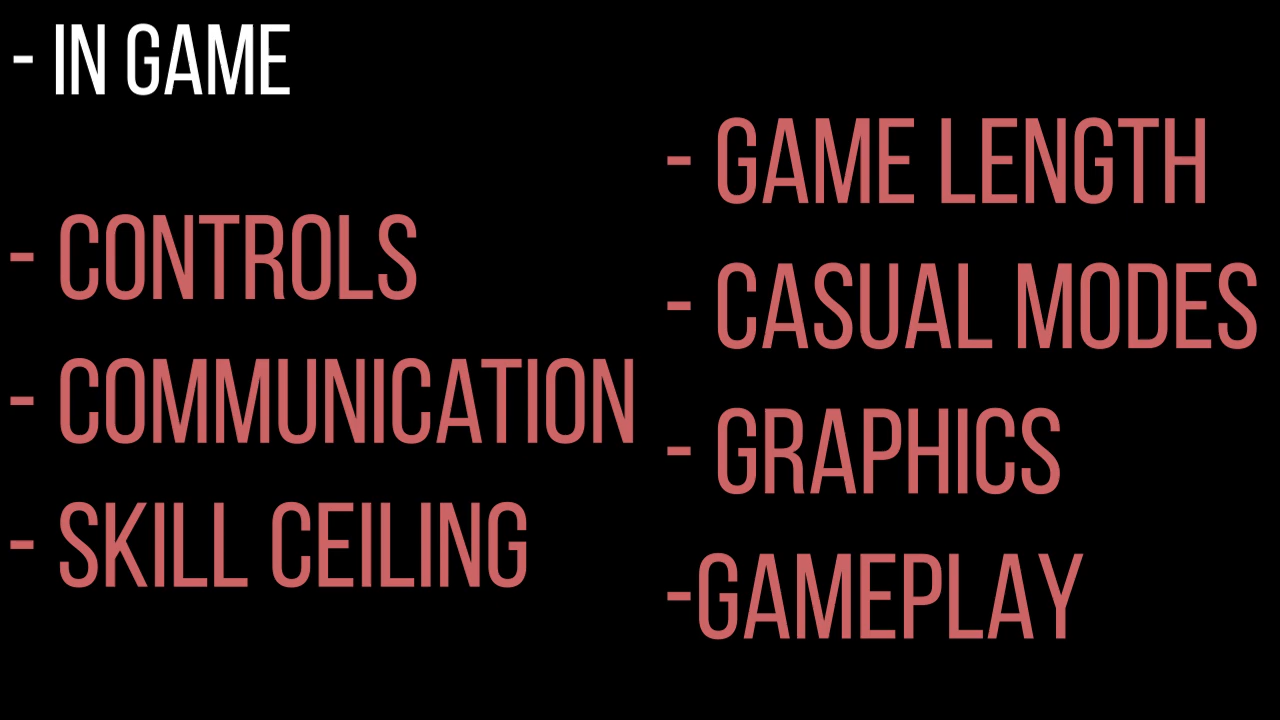 - IN GAME
- CONTROLS
- COMMUNICATION
- SKILL CEILING
- GAME LENGTH
- CASUAL MODES
- GRAPHICS
-GAMEPLAY